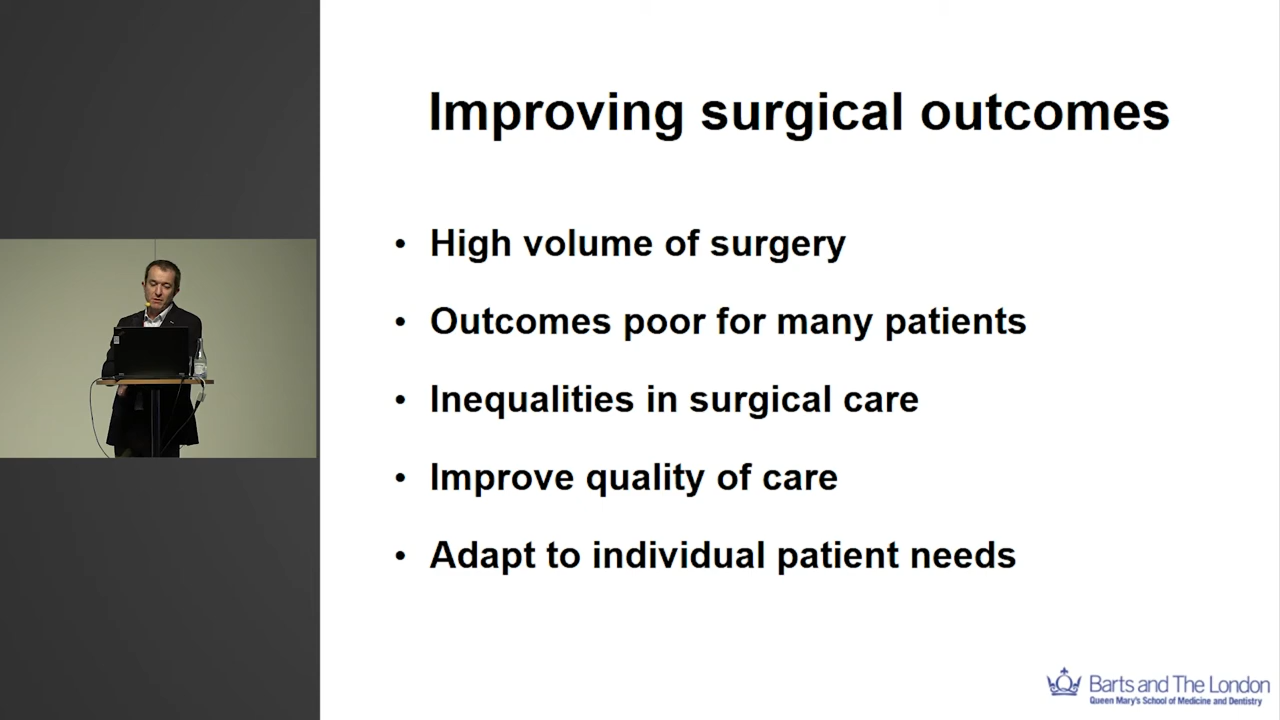 Improving surgical outcomes
• High volume of surgery
• Outcomes poor for many patients
• Inequalities in surgical care
• Improve quality of care
• Adapt to individual patient needs
Barts and The London
Queen Mary's School of Medicine and Dentistry